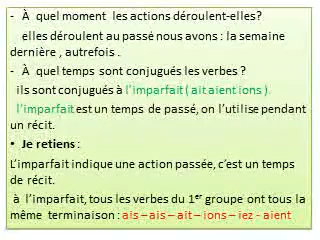 - À quel moment les actions déroulent-elles?
elles déroulent au passé nous avons : la semaine
dernière , autrefois .
- À quel temps sont conjugués les verbes ?
ils sont conjugués à l'imparfait ( ait aient ions ).
l'imparfait est un temps de passé, on l'utilise pendant
un récit.
• Je retiens :
L'imparfait indique une action passée, c'est un temps
de récit.
à l'imparfait, tous les verbes du 1er groupe ont tous la
même terminaison : ais – ais – ait – ions – iez - aient